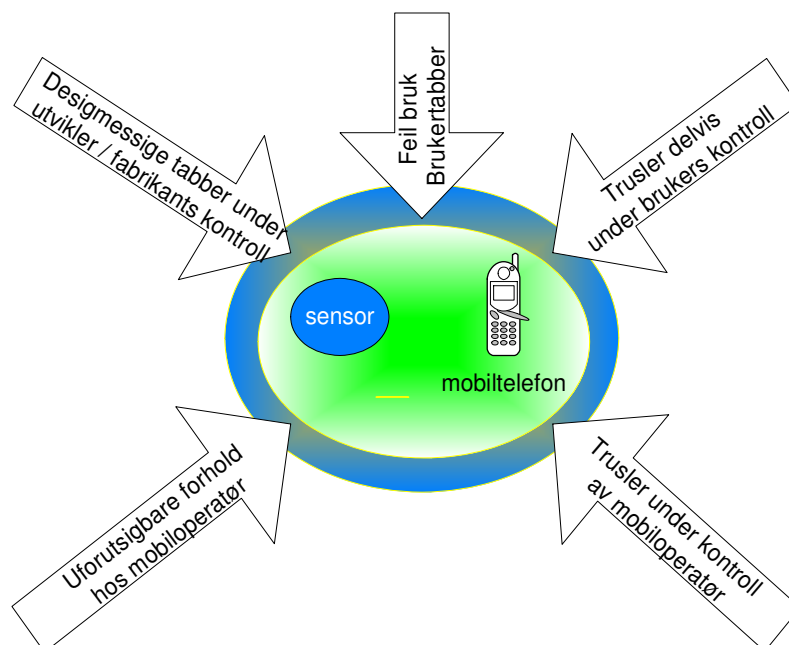 Desigmessige tabber under
utvikler / fabrikants kontroll
Feil bruk
Brukertabber
Trusler delvis
under brukers kontroll
sensor
mobiltelefon
Uforutsigbare forhold
hos mobiloperatør
Trusler under kontroll
av mobiloperatør